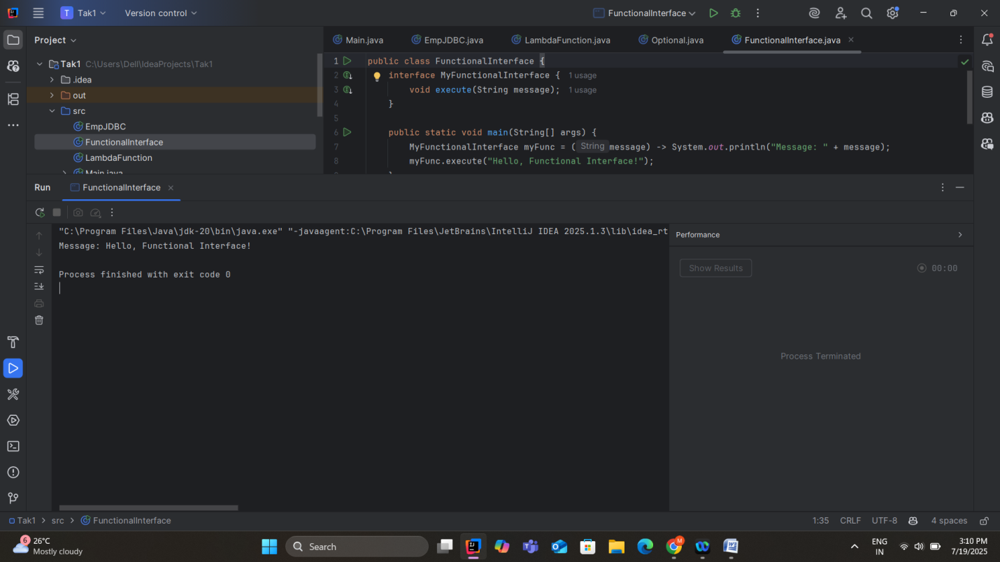 Tak1
Version control
FunctionalInterface
Project
Main.java
EmpJDBC.java
LambdaFunction.java
Optional.java
FunctionalInterface.java
Tak1 C:\Users\Dell\IdeaProjects\Tak1
.idea
out
src
EmpJDBC
FunctionalInterface
LambdaFunction
Main.java
1 public class FunctionalInterface {
2 interface MyFunctionalInterface { 1 usage
3 void execute(String message); 1 usage
4 }
5
6 public static void main(String[] args) {
7 MyFunctionalInterface myFunc = ( String message) -> System.out.println("Message: " + message);
8 myFunc.execute("Hello, Functional Interface!");
Run FunctionalInterface
"C:\Program Files\Java\jdk-20\bin\java.exe" "-javaagent:C:\Program Files\JetBrains\IntelliJ IDEA 2025.1.3\lib\idea_rt
Message: Hello, Functional Interface!
Process finished with exit code 0
Performance
Show Results
00:00
Process Terminated
Tak1 > src > FunctionalInterface
1:35 CRLF UTF-8 4 spaces
6
26°C
Mostly cloudy
Search
M
ENG
IN
3:10 PM
7/19/2025